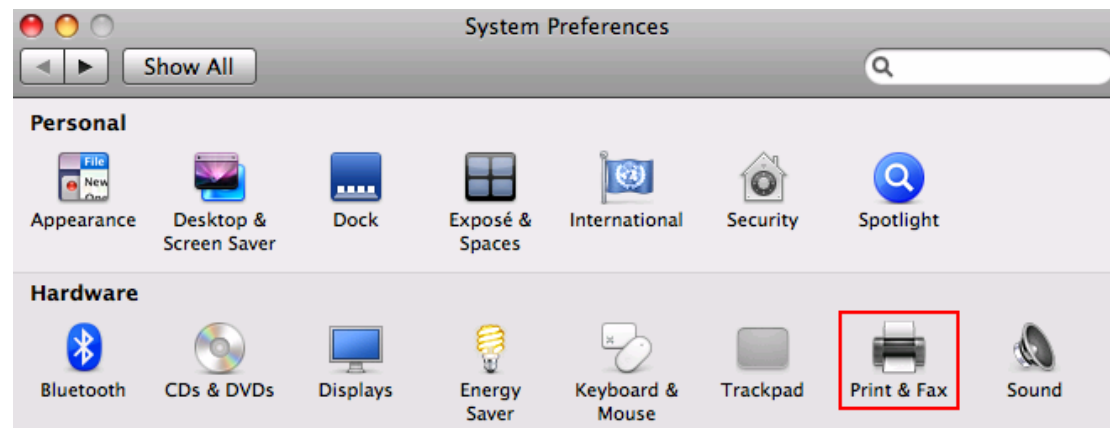 System Preferences
Show All
Personal
File
New
Appearance
Desktop &
Screen Saver
Dock
Exposé &
Spaces
International
Security
Spotlight
Hardware
Bluetooth
CDs & DVDs
Displays
Energy
Saver
Keyboard &
Mouse
Trackpad
Print & Fax
Sound